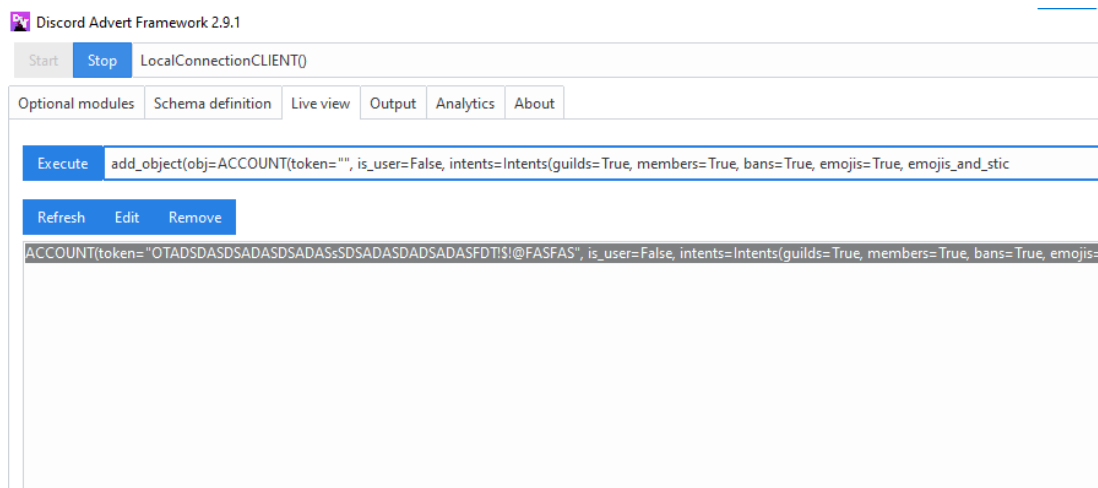 Discord Advert Framework 2.9.1
Start Stop LocalConnectionCLIENT()
Optional modules Schema definition Live view Output Analytics About
Execute add_object(obj=ACCOUNT(token="", is_user=False, intents=Intents(guilds=True, members=True, bans=True, emojis=True, emojis_and_stic
Refresh Edit Remove
ACCOUNT(token="OTADSDASDSADASDSADASsSDSADASDADSADASFDT!$!@FASFAS", is_user=False, intents=Intents(guilds=True, members=True, bans=True, emojis=